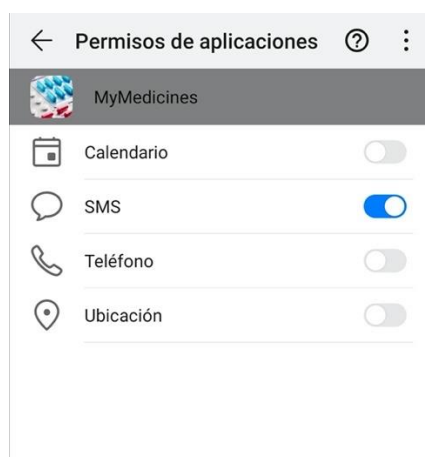 Permisos de aplicaciones
MyMedicines
Calendario
SMS
Teléfono
Ubicación